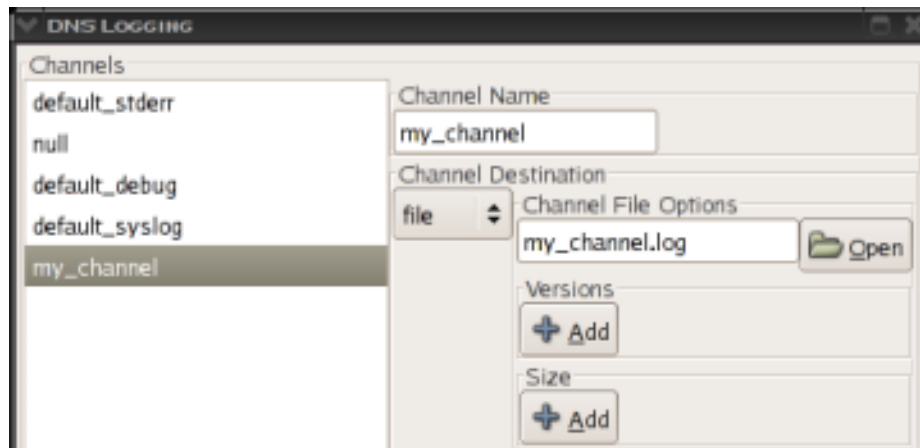 DNS Logging
Channels
default_stderr
null
default_debug
default_syslog
my_channel
Channel Name
my_channel
Channel Destination
file
Channel File Options
my_channel.log
Open
Versions
Add
Size
Add